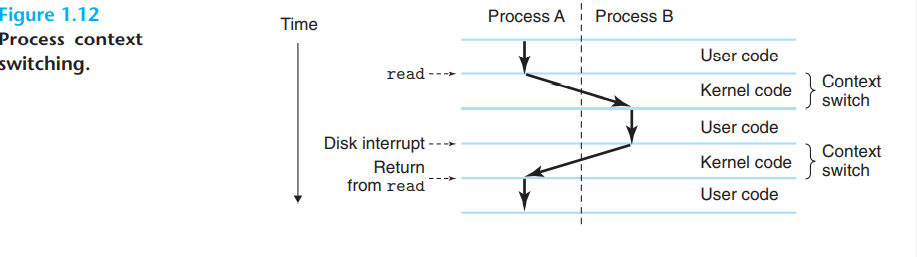 Figure 1.12
Process context
switching.
Time
Process A
Process B
User code
read
Kernel code
Context
switch
User code
Disk interrupt
Kernel code
Context
switch
Return
from read
User code